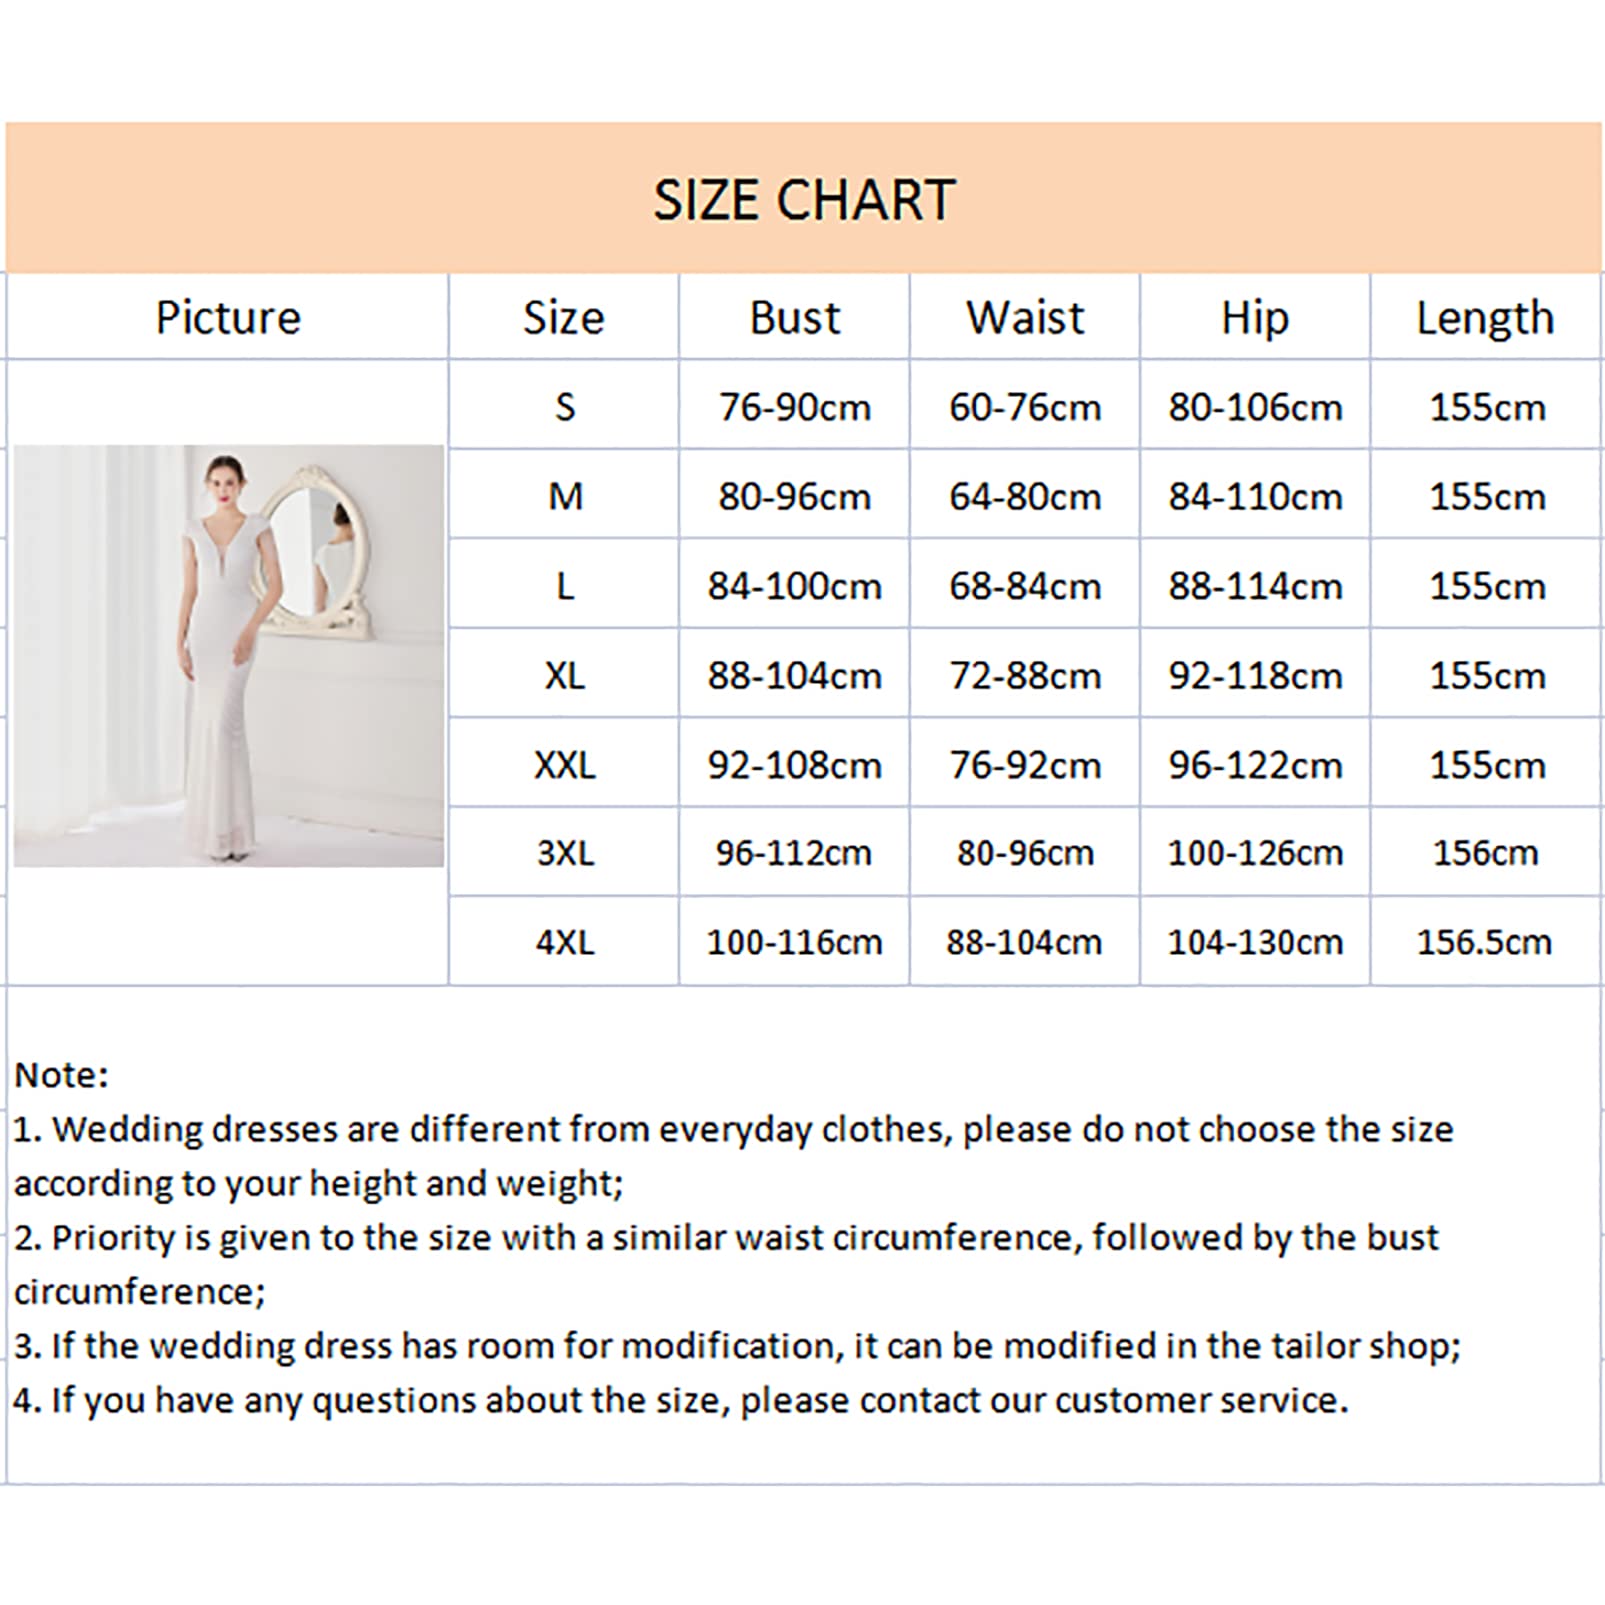 SIZE CHART
Picture Size Bust Waist Hip Length
S 76-90cm 60-76cm 80-106cm 155cm
M 80-96cm 64-80cm 84-110cm 155cm
L 84-100cm 68-84cm 88-114cm 155cm
XL 88-104cm 72-88cm 92-118cm 155cm
XXL 92-108cm 76-92cm 96-122cm 155cm
3XL 96-112cm 80-96cm 100-126cm 156cm
4XL 100-116cm 88-104cm 104-130cm 156.5cm
Note:
1. Wedding dresses are different from everyday clothes, please do not choose the size
according to your height and weight;
2. Priority is given to the size with a similar waist circumference, followed by the bust
circumference;
3. If the wedding dress has room for modification, it can be modified in the tailor shop;
4. If you have any questions about the size, please contact our customer service.